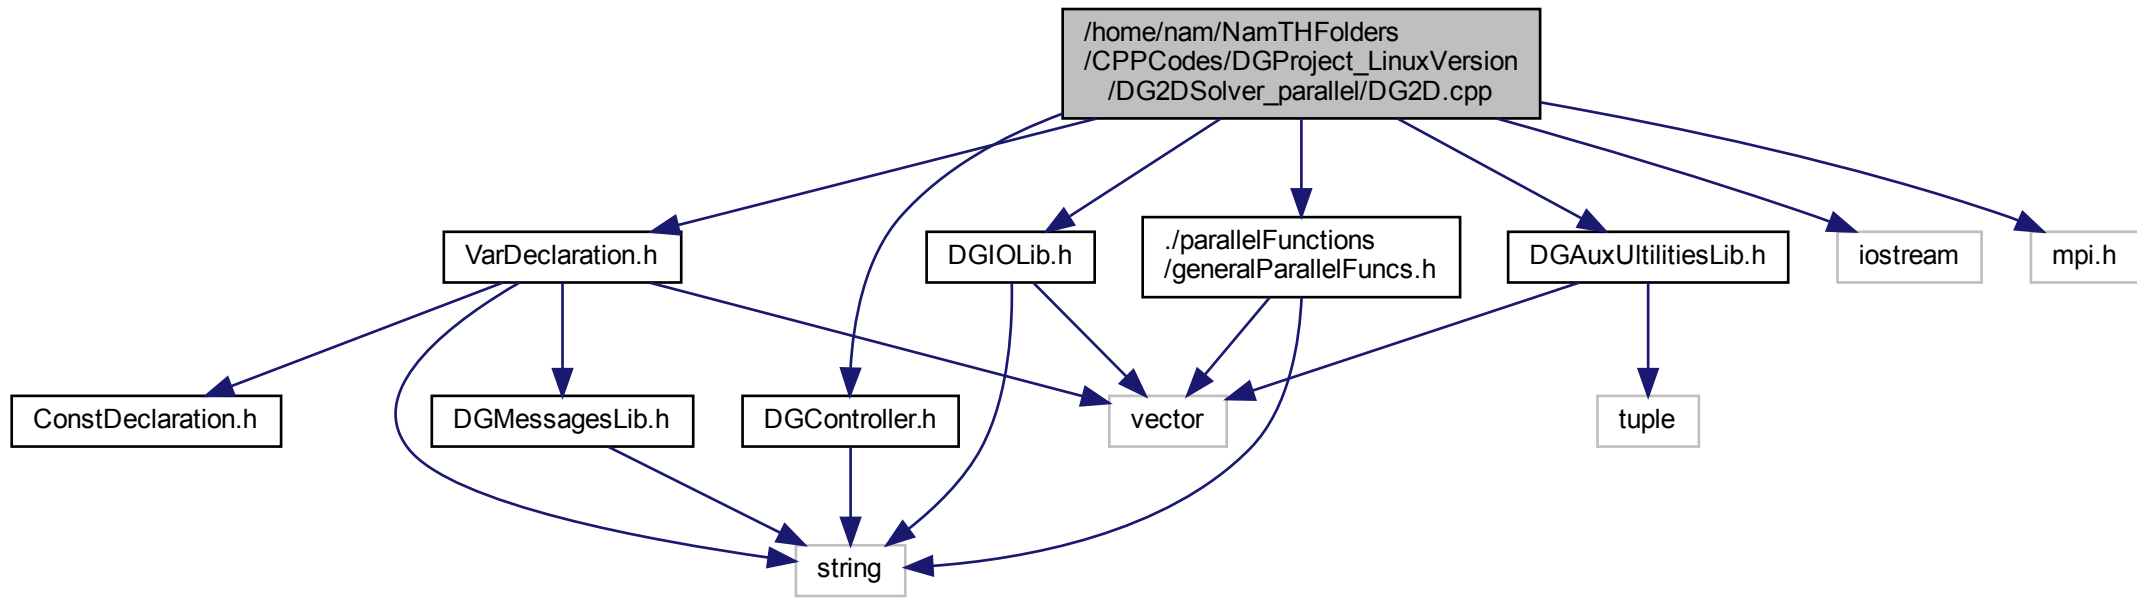 /home/nam/NamTHFolders
/CPPCodes/DGProject_LinuxVersion
/DG2DSolver_parallel/DG2D.cpp
VarDeclaration.h
DGIOLib.h
./parallelFunctions
/generalParallelFuncs.h
DGAuxUltilitiesLib.h
iostream
mpi.h
ConstDeclaration.h
DGMessagesLib.h
DGController.h
vector
tuple
string